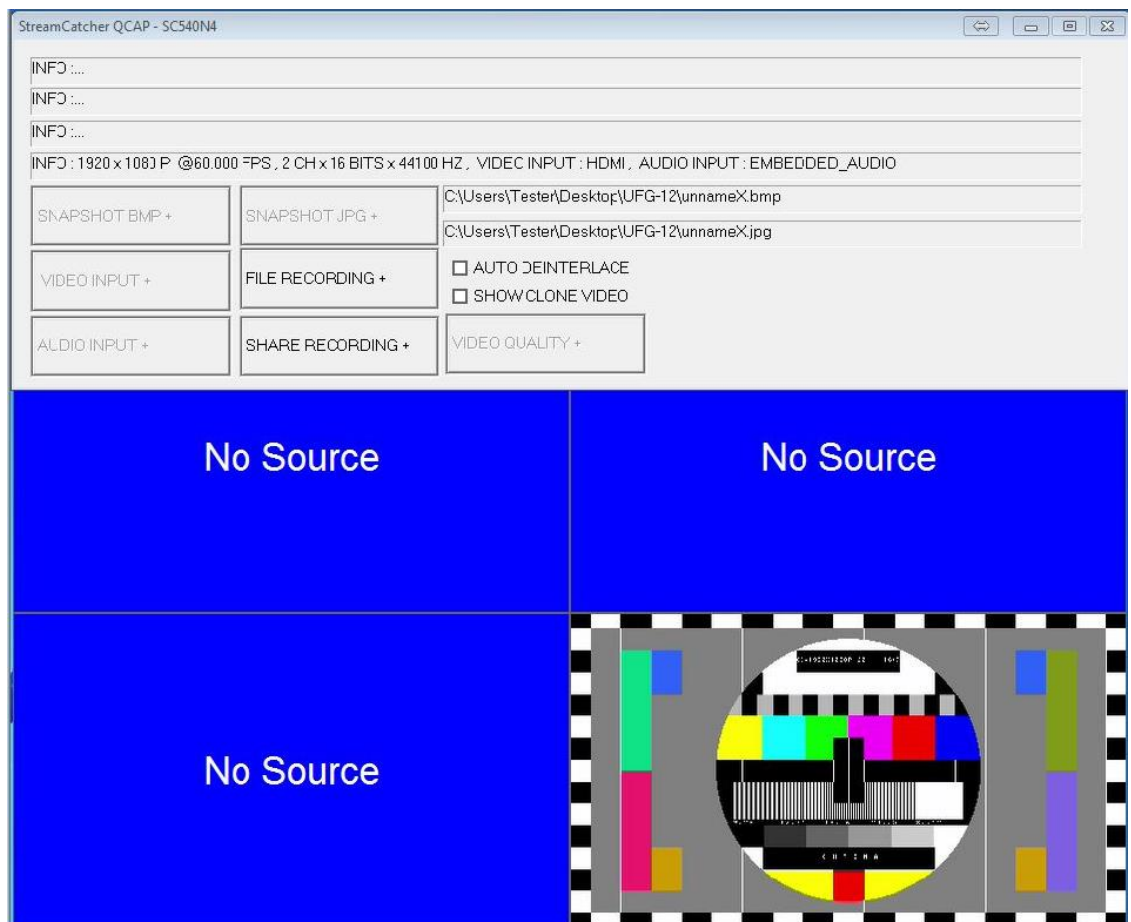 StreamCatcher QCAP - SC540N4
INFO :...
INFO :...
INFO :...
INFO : 1920 x 1080 P @60.000 FPS , 2 CH x 16 BITS x 44100 HZ , VIDEO INPUT : HDMI , AUDIO INPUT : EMBEDDED_AUDIO
SNAPSHOT BMP +
SNAPSHOT JPG +
C:\Users\Tester\Desktop\UFG-12\unnameX.bmp
C:\Users\Tester\Desktop\UFG-12\unnameX.jpg
VIDEO INPUT +
FILE RECORDING +
AUTO DEINTERLACE
SHOW CLONE VIDEO
AUDIO INPUT +
SHARE RECORDING +
VIDEO QUALITY +
No Source
No Source
No Source